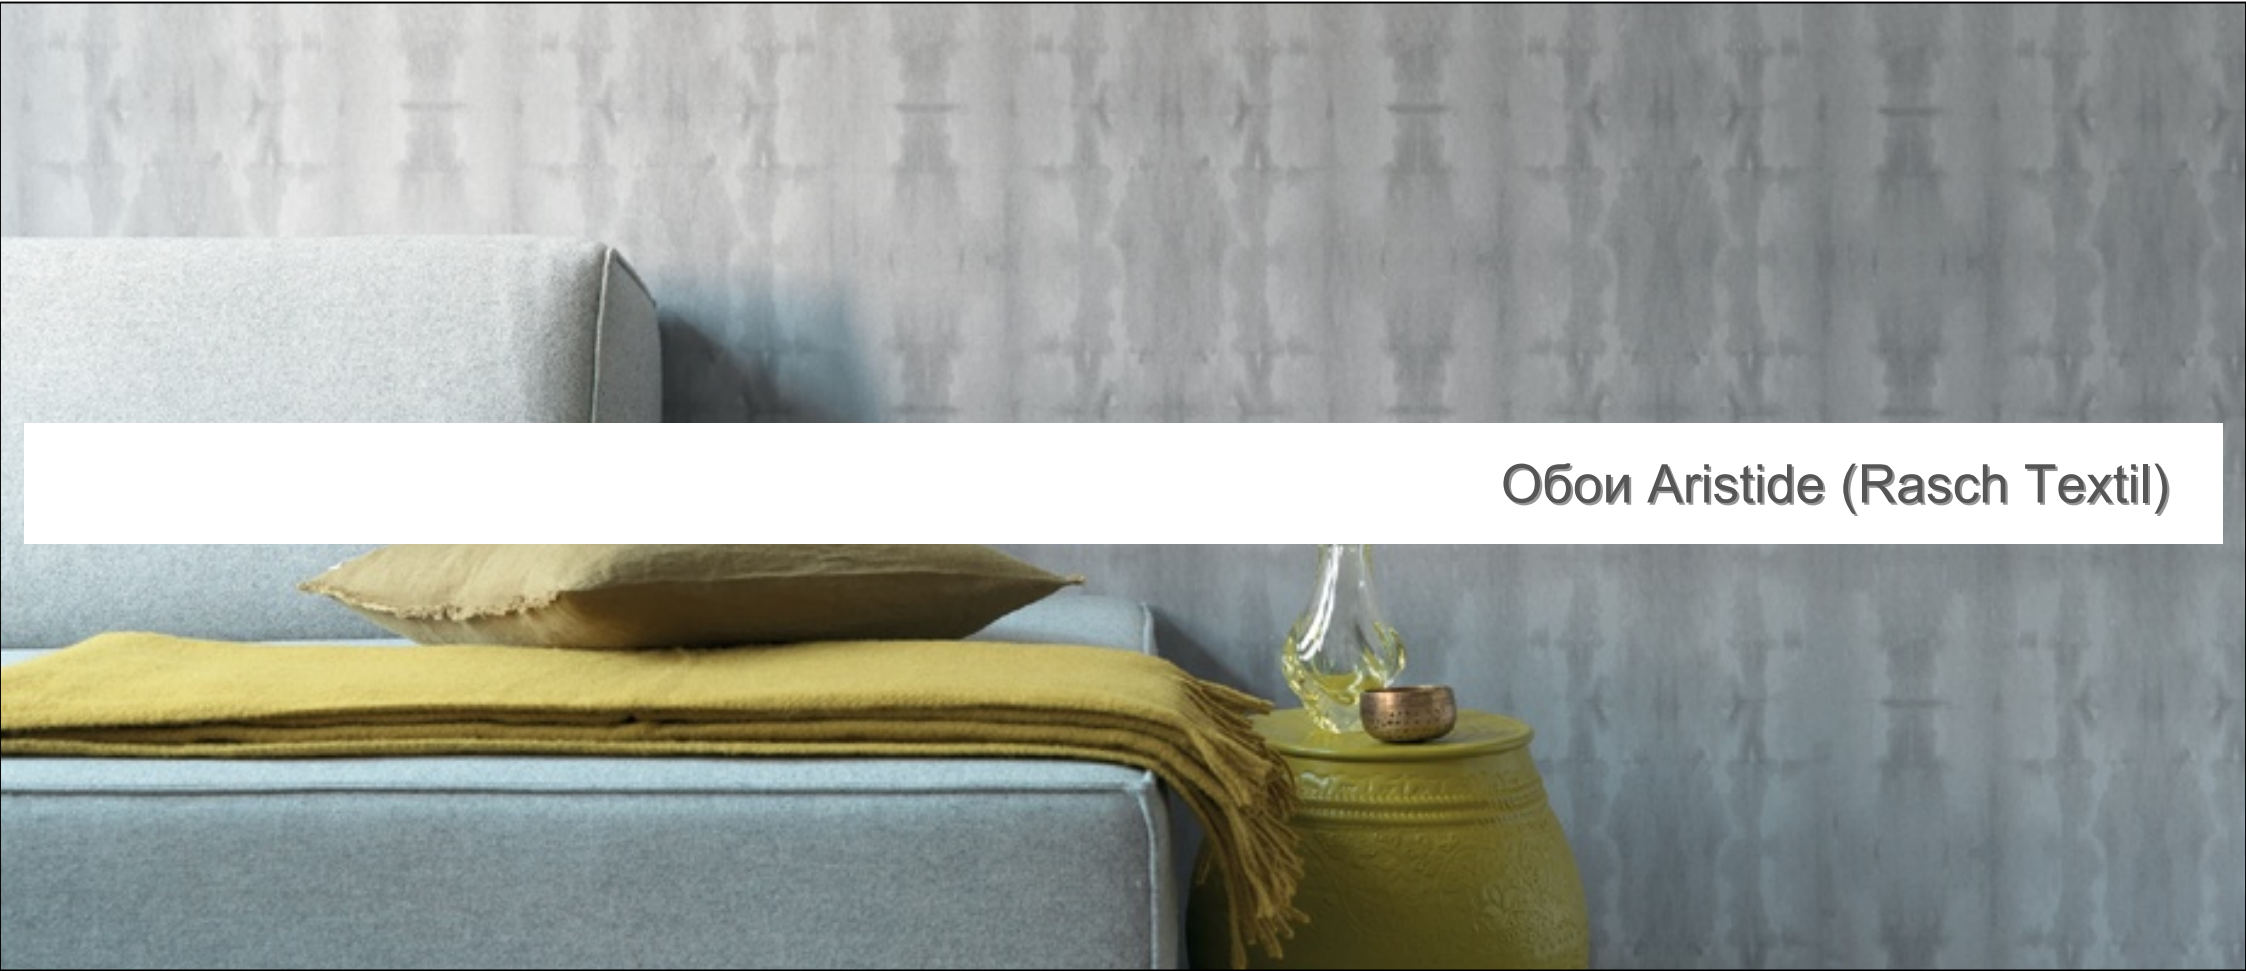 Обои Aristide (Rasch Textil)